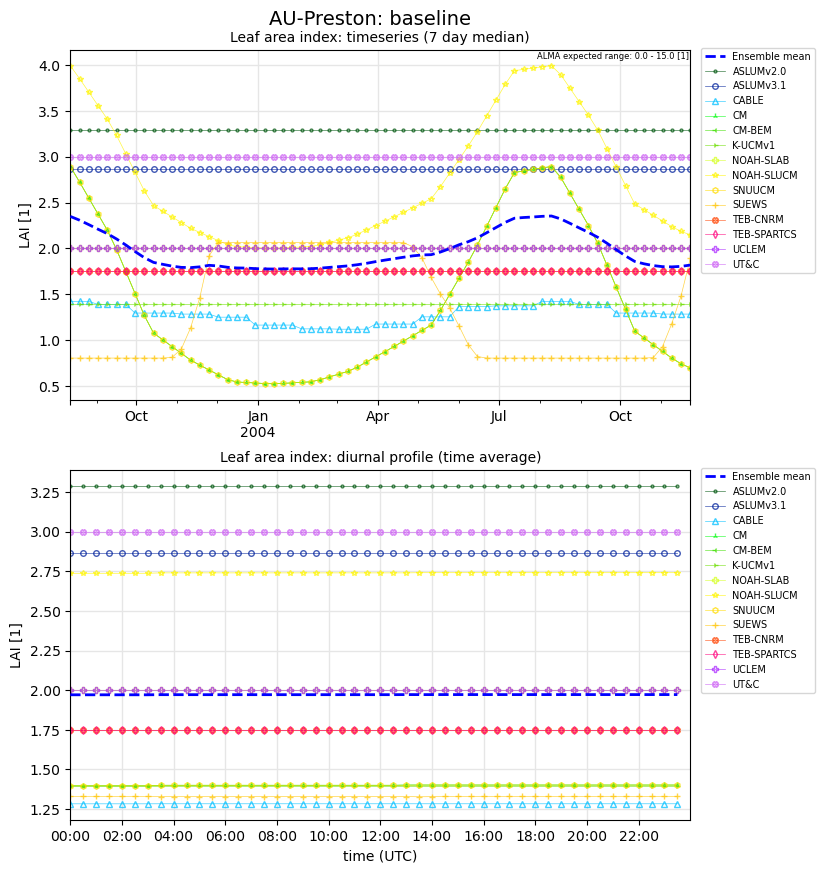 AU-Preston: baseline
Leaf area index: timeseries (7 day median)
ALMA expected range: 0.0 - 15.0 [1]
LAI [1]
4.0
3.5
3.0
2.5
2.0
1.5
1.0
0.5
Oct
Jan
2004
Apr
Jul
Oct
Ensemble mean
ASLUMv2.0
ASLUMv3.1
CABLE
CM
CM-BEM
K-UCMv1
NOAH-SLAB
NOAH-SLUCM
SNUUCM
SUEWS
TEB-CNRM
TEB-SPARTCS
UCLEM
UT&C
Leaf area index: diurnal profile (time average)
LAI [1]
3.25
3.00
2.75
2.50
2.25
2.00
1.75
1.50
1.25
00:00
02:00
04:00
06:00
08:00
10:00
12:00
14:00
16:00
18:00
20:00
22:00
time (UTC)
Ensemble mean
ASLUMv2.0
ASLUMv3.1
CABLE
CM
CM-BEM
K-UCMv1
NOAH-SLAB
NOAH-SLUCM
SNUUCM
SUEWS
TEB-CNRM
TEB-SPARTCS
UCLEM
UT&C